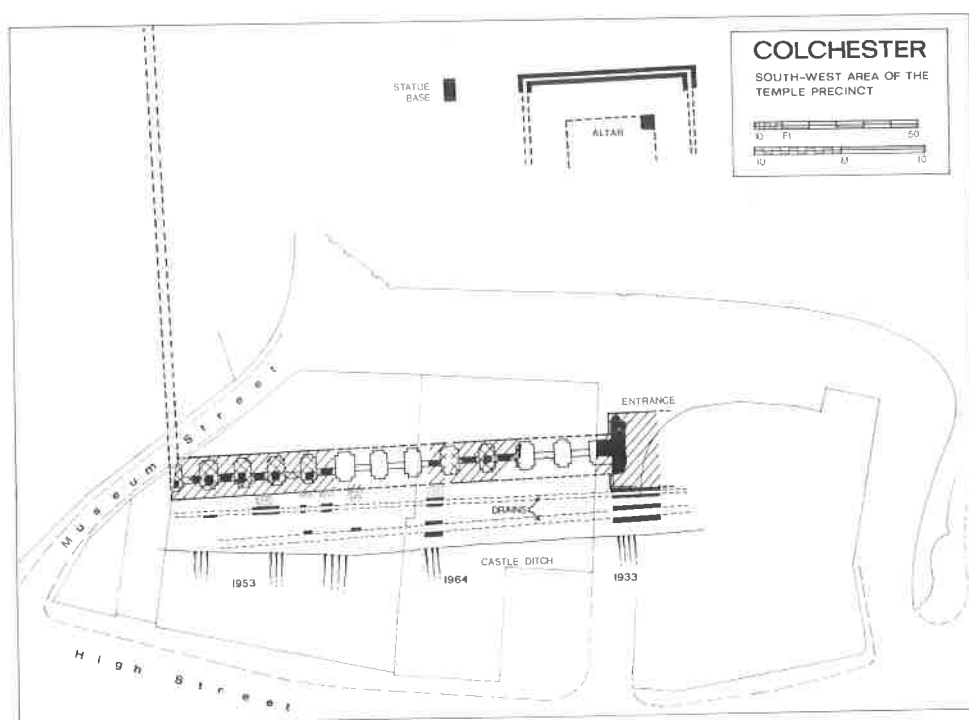 COLCHESTER
SOUTH-WEST AREA OF THE
TEMPLE PRECINCT
10 Ft 50
10 M 10
STATUE
BASE
ALTAR
Museum Street
ENTRANCE
DRAINS
CASTLE DITCH
1953
1964
1933
High Street